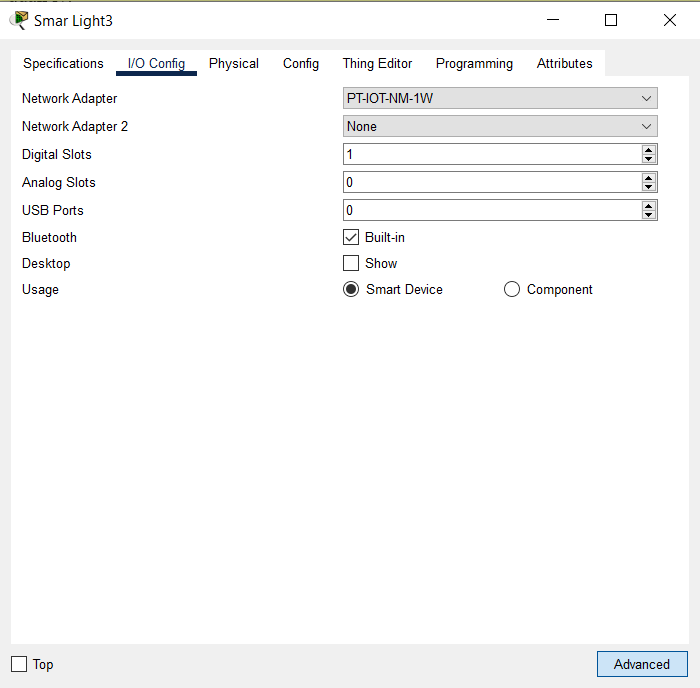 Smar Light3
Specifications I/O Config Physical Config Thing Editor Programming Attributes
Network Adapter PT-IOT-NM-1W
Network Adapter 2 None
Digital Slots 1
Analog Slots 0
USB Ports 0
Bluetooth Built-in
Desktop Show
Usage Smart Device Component
Top Advanced